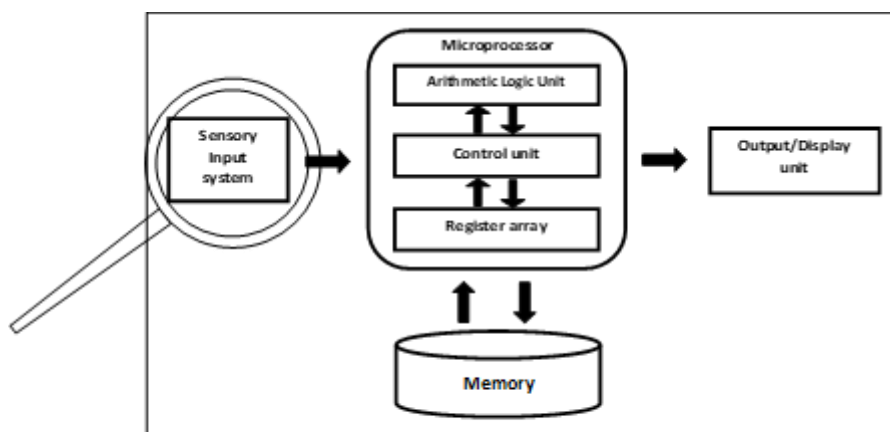 Microprocessor
Arithmetic Logic Unit
Sensory
Input
system
Control unit
Output/Display
unit
Register array
Memory